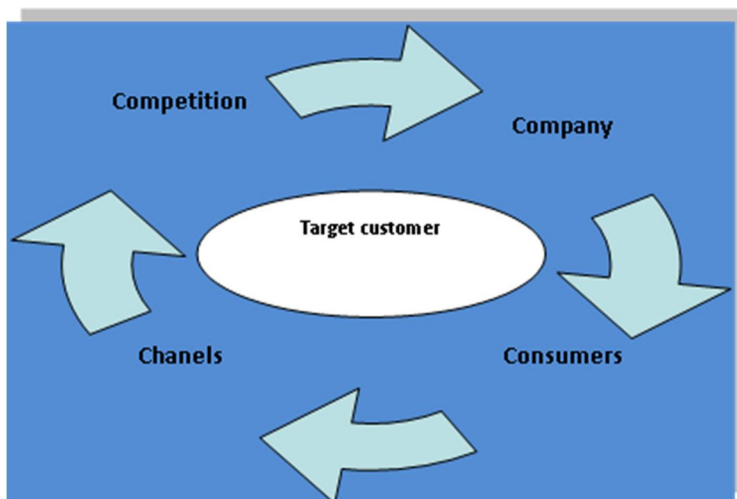 Competition
Company
Target customer
Chanels
Consumers